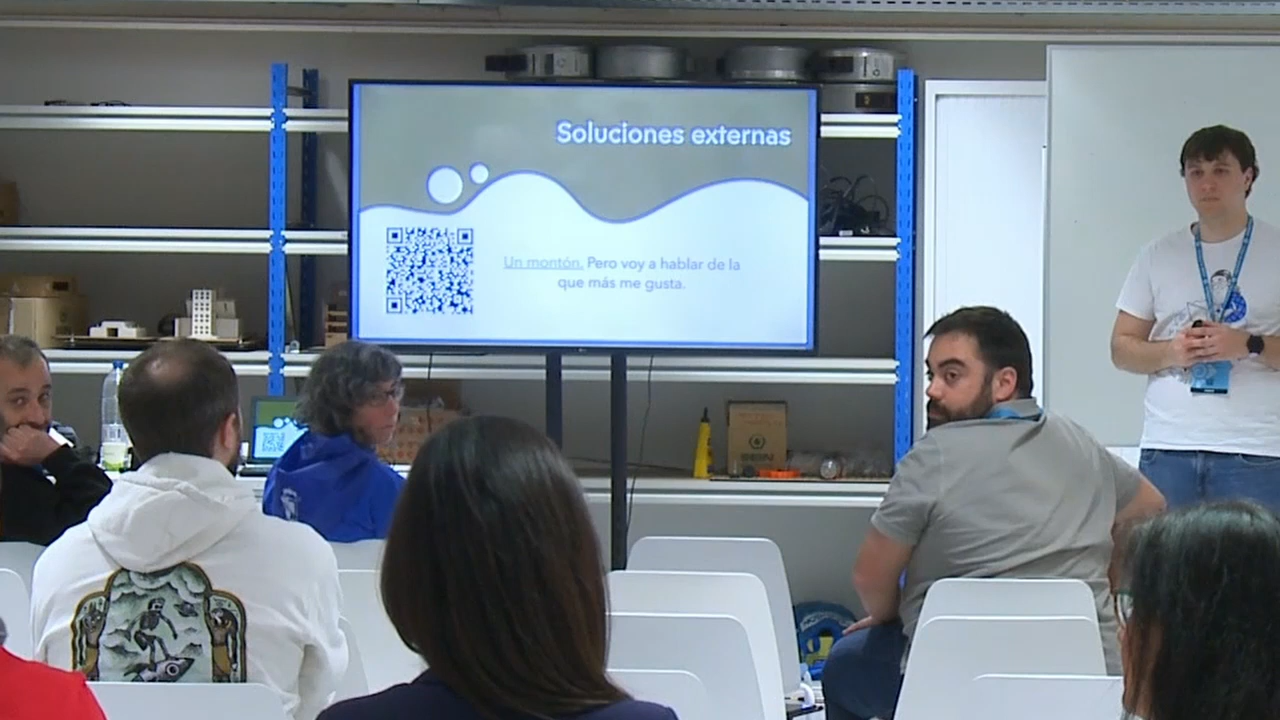 Soluciones externas
Un montón. Pero voy a hablar de la
que más me gusta.